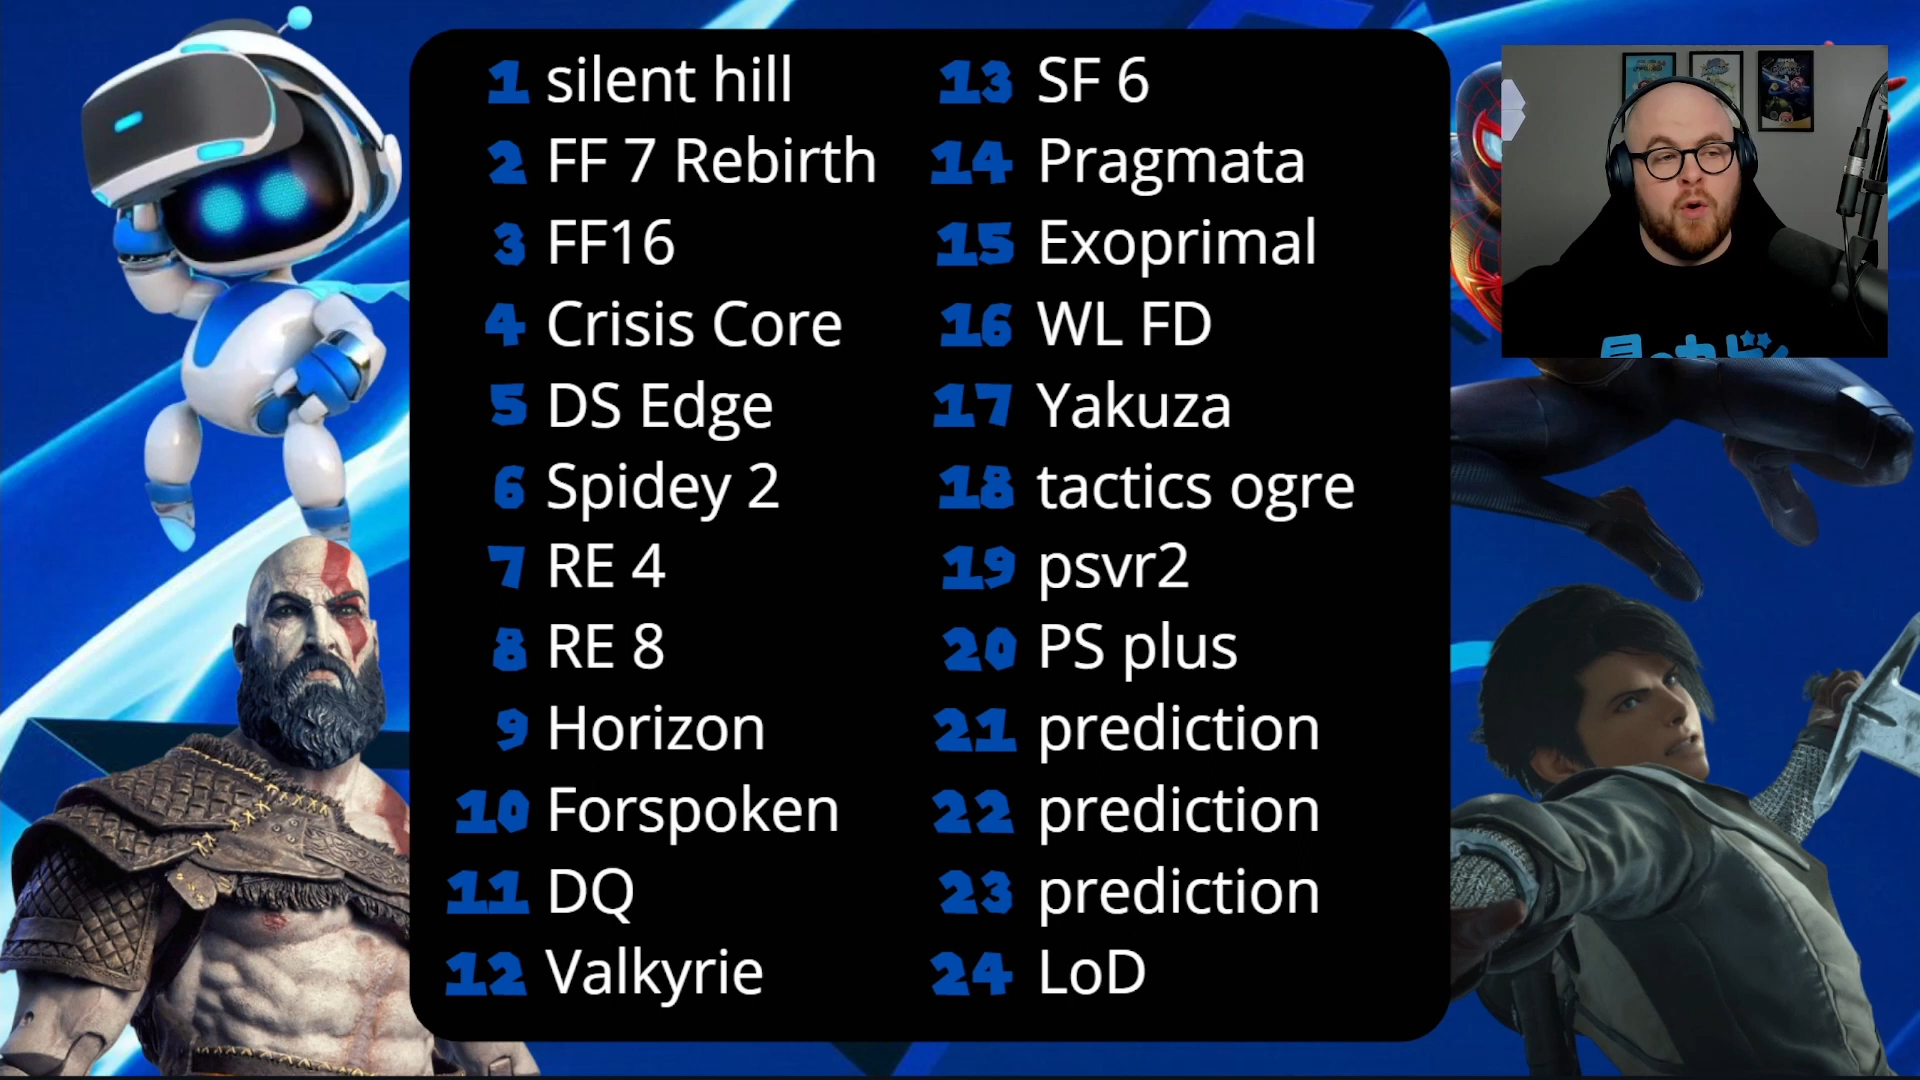 1 silent hill
2 FF 7 Rebirth
3 FF16
4 Crisis Core
5 DS Edge
6 Spidey 2
7 RE 4
8 RE 8
9 Horizon
10 Forspoken
11 DQ
12 Valkyrie
13 SF 6
14 Pragmata
15 Exoprimal
16 WL FD
17 Yakuza
18 tactics ogre
19 psvr2
20 PS plus
21 prediction
22 prediction
23 prediction
24 LoD